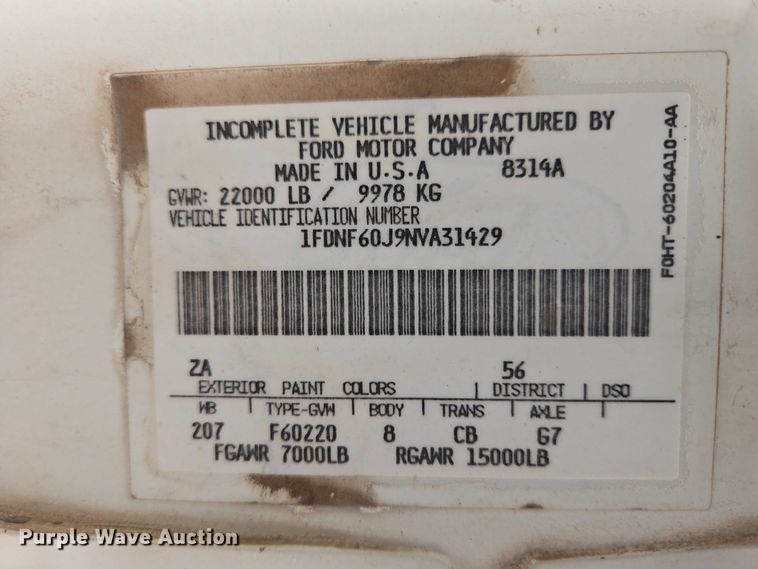 INCOMPLETE VEHICLE MANUFACTURED BY
FORD MOTOR COMPANY
MADE IN U.S.A 8314A
GVWR: 22000 LB / 9978 KG
VEHICLE IDENTIFICATION NUMBER
1FDNF60J9NVA31429
F0HT-60204A10-AA
ZA 56
EXTERIOR PAINT COLORS | DISTRICT | DSO
WB | TYPE-GVW | BODY | TRANS | AXLE
207 F60220 8 CB G7
FGAWR 7000LB RGAWR 15000LB
Purple Wave Auction